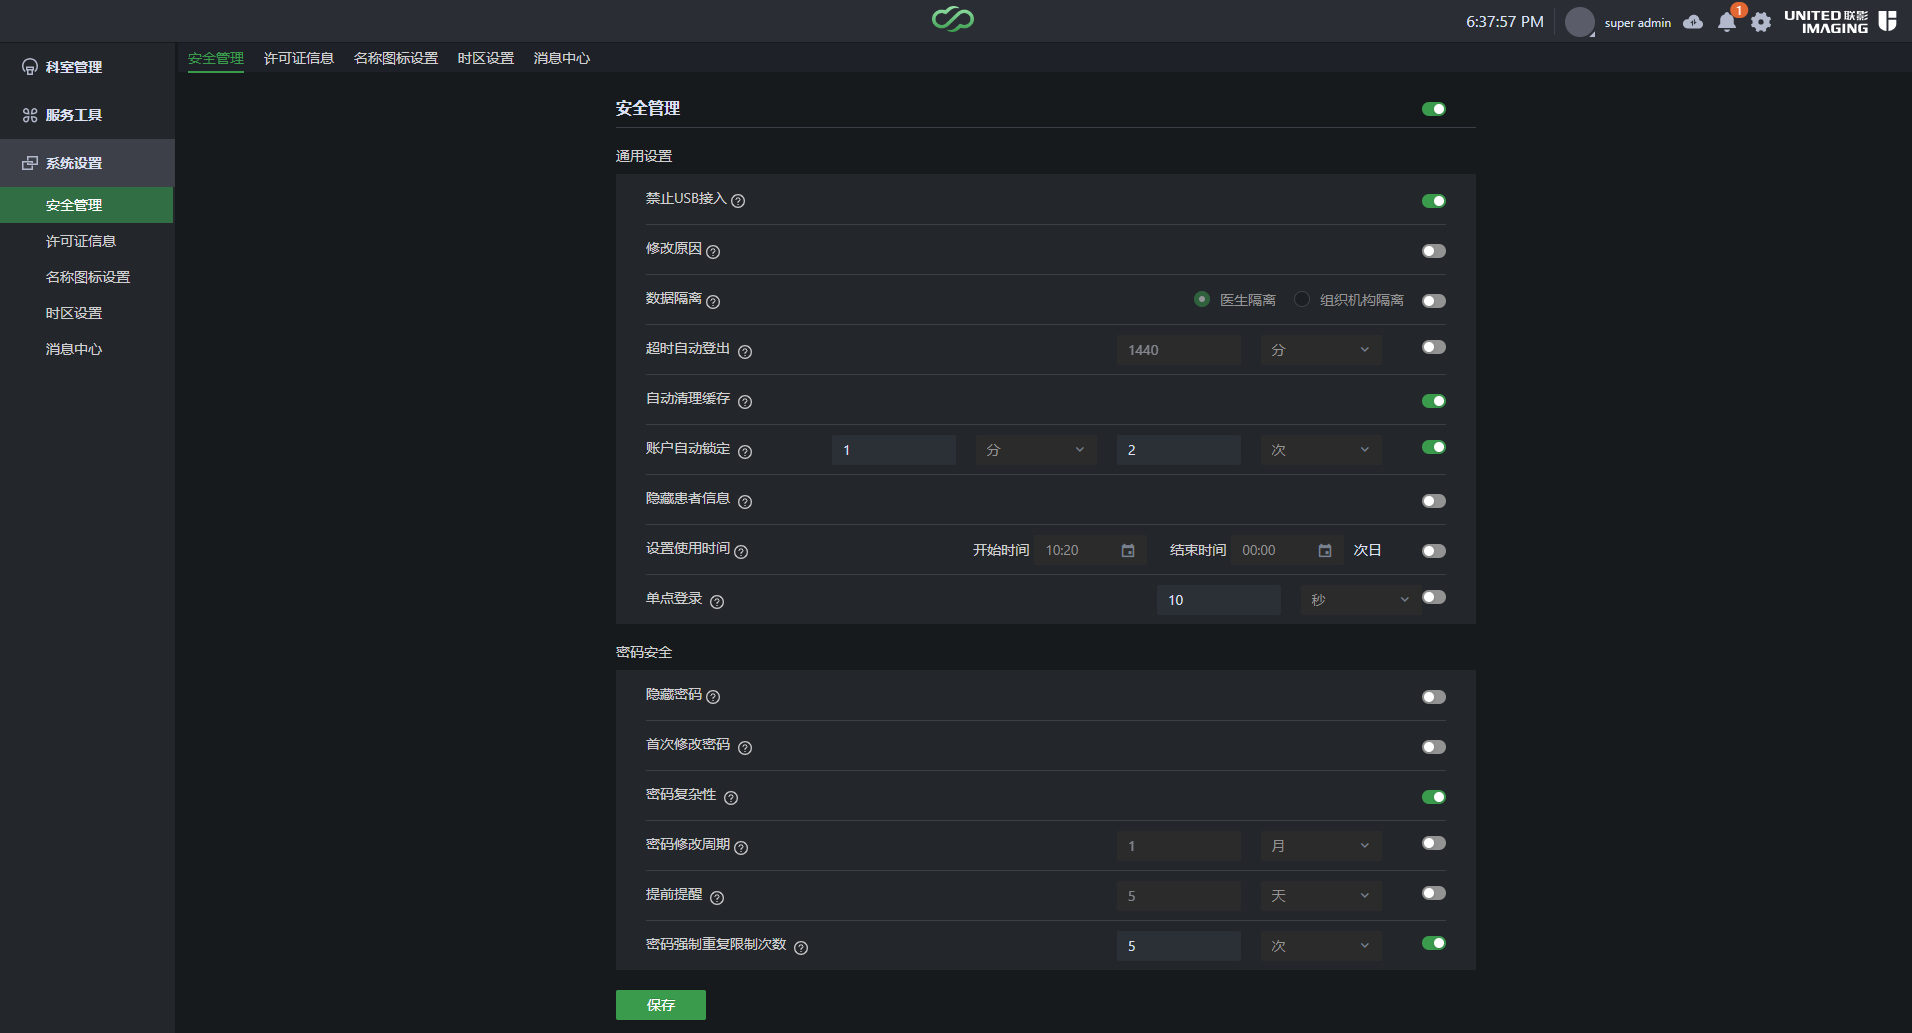 6:37:57 PM super admin 1 UNITED 联影 IMAGING
科室管理
服务工具
系统设置
安全管理
许可证信息
名称图标设置
时区设置
消息中心
安全管理 许可证信息 名称图标设置 时区设置 消息中心
安全管理
通用设置
禁止USB接入 ?
修改原因 ?
数据隔离 ? 医生隔离 组织机构隔离
超时自动登出 ? 1440 分
自动清理缓存 ?
账户自动锁定 ? 1 分 2 次
隐藏患者信息 ?
设置使用时间 ? 开始时间 10:20 结束时间 00:00 次日
单点登录 ? 10 秒
密码安全
隐藏密码 ?
首次修改密码 ?
密码复杂性 ?
密码修改周期 ? 1 月
提前提醒 ? 5 天
密码强制重复限制次数 ? 5 次
保存